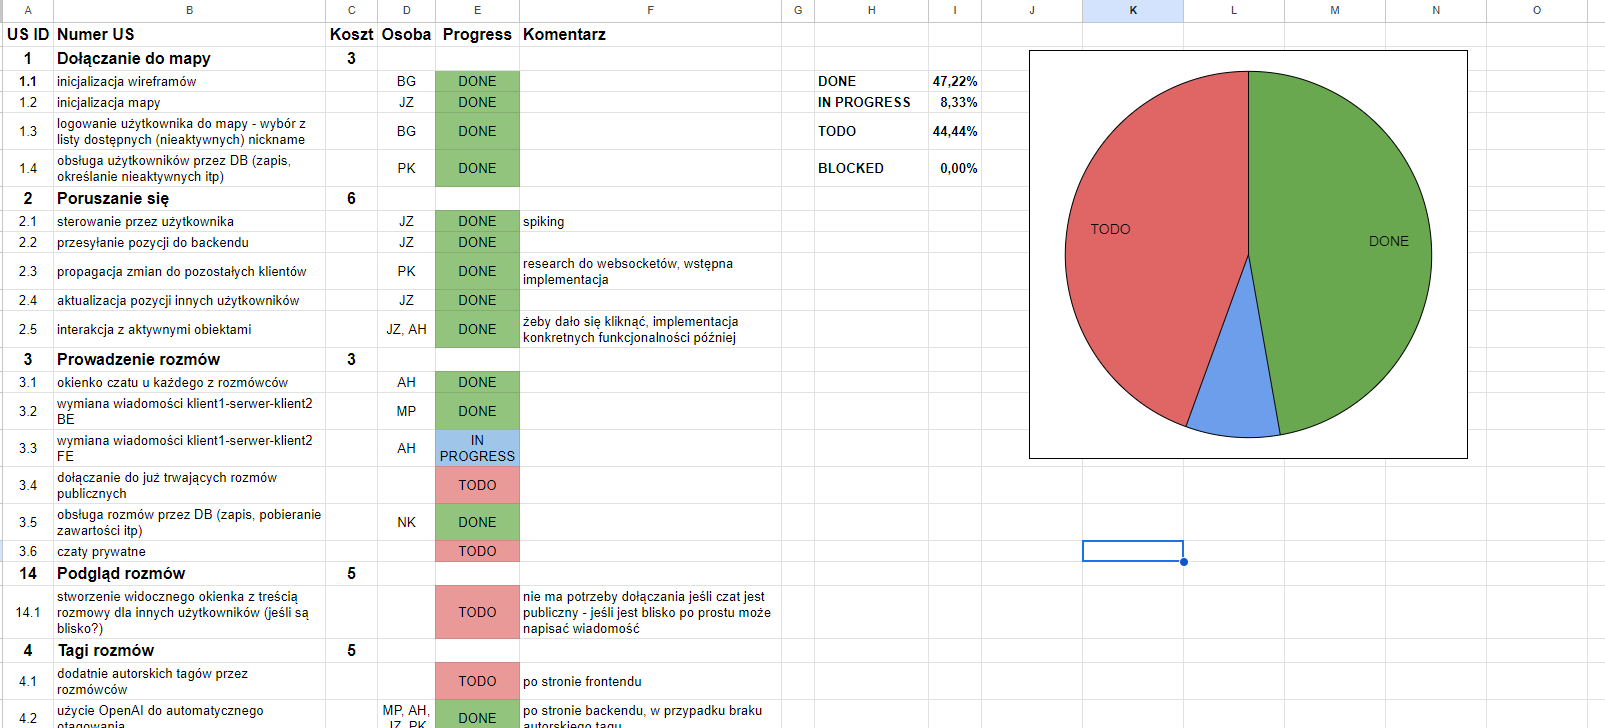 A B C D E F G H I J K L M N O
US ID Numer US Koszt Osoba Progress Komentarz
1 Dołączanie do mapy 3
1.1 inicjalizacja wireframów BG DONE DONE 47,22%
1.2 inicjalizacja mapy JZ DONE IN PROGRESS 8,33%
1.3 logowanie użytkownika do mapy - wybór z
listy dostępnych (nieaktywnych) nickname BG DONE TODO 44,44%
1.4 obsługa użytkowników przez DB (zapis,
określanie nieaktywnych itp) PK DONE BLOCKED 0,00%
2 Poruszanie się 6
2.1 sterowanie przez użytkownika JZ DONE spiking
2.2 przesyłanie pozycji do backendu JZ DONE
2.3 propagacja zmian do pozostałych klientów PK DONE research do websocketów, wstępna
implementacja
2.4 aktualizacja pozycji innych użytkowników JZ DONE
2.5 interakcja z aktywnymi obiektami JZ, AH DONE żeby dało się kliknąć, implementacja
konkretnych funkcjonalności później
3 Prowadzenie rozmów 3
3.1 okienko czatu u każdego z rozmówców AH DONE
3.2 wymiana wiadomości klient1-serwer-klient2
BE MP DONE
3.3 wymiana wiadomości klient1-serwer-klient2
FE AH IN
PROGRESS
3.4 dołączanie do już trwających rozmów
publicznych TODO
3.5 obsługa rozmów przez DB (zapis, pobieranie
zawartości itp) NK DONE
3.6 czaty prywatne TODO
14 Podgląd rozmów 5
14.1 stworzenie widocznego okienka z treścią
rozmowy dla innych użytkowników (jeśli są
blisko?) TODO nie ma potrzeby dołączania jeśli czat jest
publiczny - jeśli jest blisko po prostu może
napisać wiadomość
4 Tagi rozmów 5
4.1 dodatnie autorskich tagów przez
rozmówców TODO po stronie frontendu
4.2 użycie OpenAI do automatycznego
otagowania MP, AH,
JZ, PK DONE po stronie backendu, w przypadku braku
autorskiego tagu
TODO
DONE